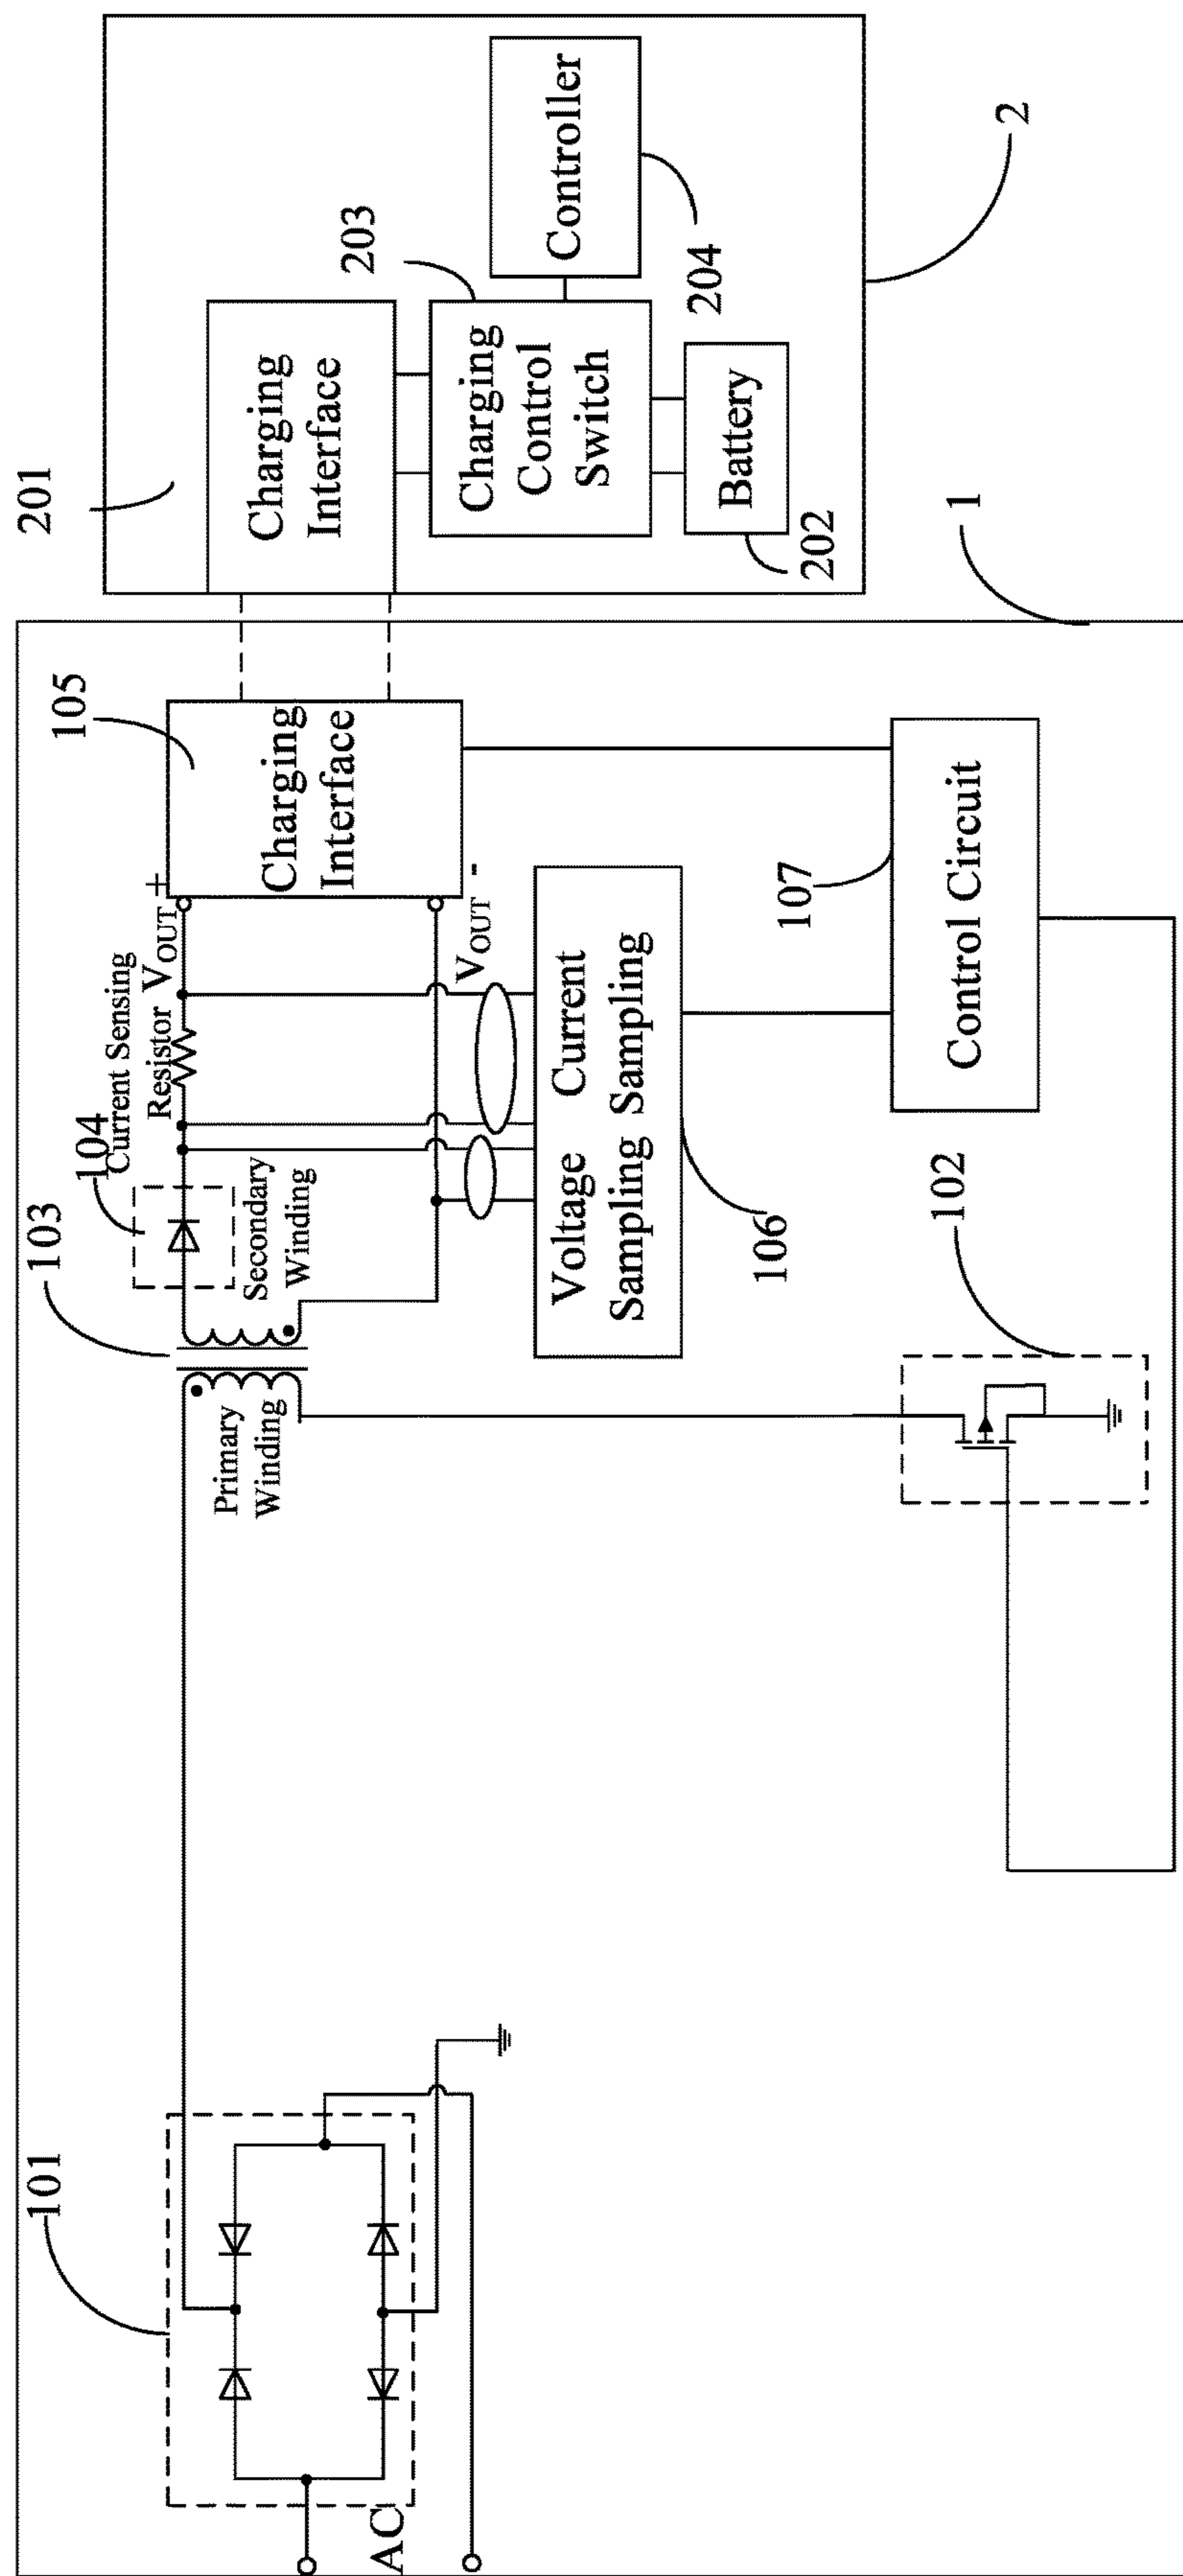 101
AC
103
Primary
Winding
Secondary
Winding
104
Current Sensing
Resistor
VOUT +
VOUT -
105
Charging
Interface
Voltage
Sampling
Current
Sampling
106
102
107
Control Circuit
1
201
Charging
Interface
203
Charging
Control
Switch
Controller
204
Battery
202
2